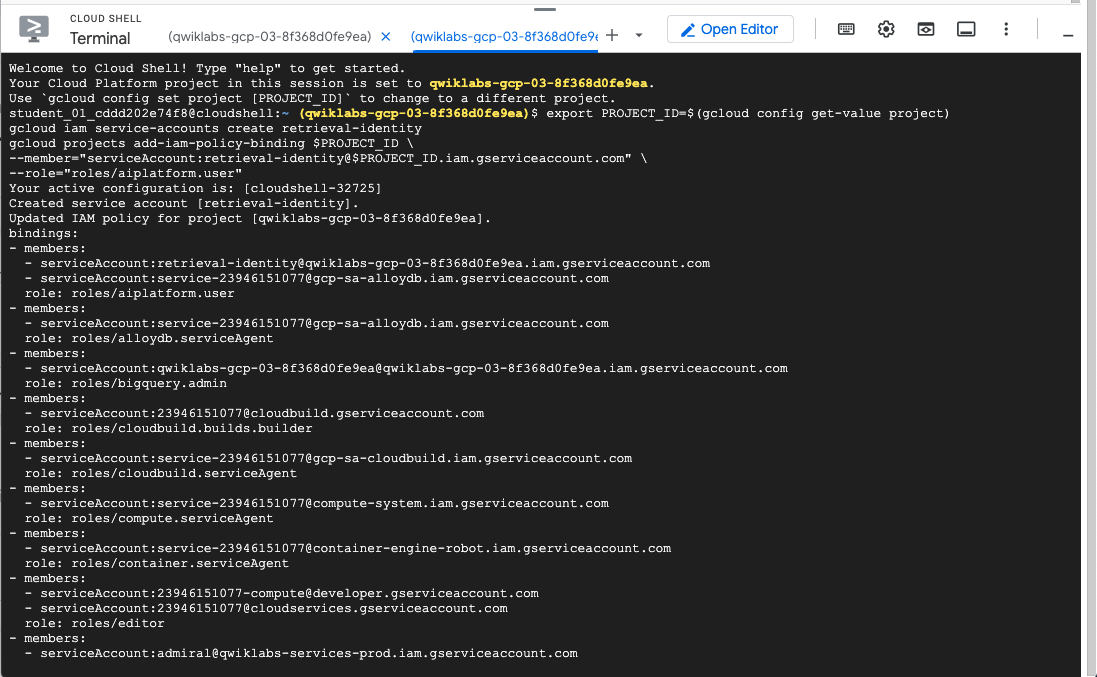 CLOUD SHELL
Terminal
(qwiklabs-gcp-03-8f368d0fe9ea)
(qwiklabs-gcp-03-8f368d0fe9e
Open Editor
Welcome to Cloud Shell! Type "help" to get started.
Your Cloud Platform project in this session is set to qwiklabs-gcp-03-8f368d0fe9ea.
Use `gcloud config set project [PROJECT_ID]` to change to a different project.
student_01_cddd202e74f8@cloudshell:~ (qwiklabs-gcp-03-8f368d0fe9ea)$ export PROJECT_ID=$(gcloud config get-value project)
gcloud iam service-accounts create retrieval-identity
gcloud projects add-iam-policy-binding $PROJECT_ID \
--member="serviceAccount:retrieval-identity@$PROJECT_ID.iam.gserviceaccount.com" \
--role="roles/aiplatform.user"
Your active configuration is: [cloudshell-32725]
Created service account [retrieval-identity].
Updated IAM policy for project [qwiklabs-gcp-03-8f368d0fe9ea].
bindings:
- members:
  - serviceAccount:retrieval-identity@qwiklabs-gcp-03-8f368d0fe9ea.iam.gserviceaccount.com
  - serviceAccount:service-23946151077@gcp-sa-alloydb.iam.gserviceaccount.com
  role: roles/aiplatform.user
- members:
  - serviceAccount:service-23946151077@gcp-sa-alloydb.iam.gserviceaccount.com
  role: roles/alloydb.serviceAgent
- members:
  - serviceAccount:qwiklabs-gcp-03-8f368d0fe9ea@qwiklabs-gcp-03-8f368d0fe9ea.iam.gserviceaccount.com
  role: roles/bigquery.admin
- members:
  - serviceAccount:23946151077@cloudbuild.gserviceaccount.com
  role: roles/cloudbuild.builds.builder
- members:
  - serviceAccount:service-23946151077@gcp-sa-cloudbuild.iam.gserviceaccount.com
  role: roles/cloudbuild.serviceAgent
- members:
  - serviceAccount:service-23946151077@compute-system.iam.gserviceaccount.com
  role: roles/compute.serviceAgent
- members:
  - serviceAccount:service-23946151077@container-engine-robot.iam.gserviceaccount.com
  role: roles/container.serviceAgent
- members:
  - serviceAccount:23946151077-compute@developer.gserviceaccount.com
  - serviceAccount:23946151077@cloudservices.gserviceaccount.com
  role: roles/editor
- members:
  - serviceAccount:admiral@qwiklabs-services-prod.iam.gserviceaccount.com